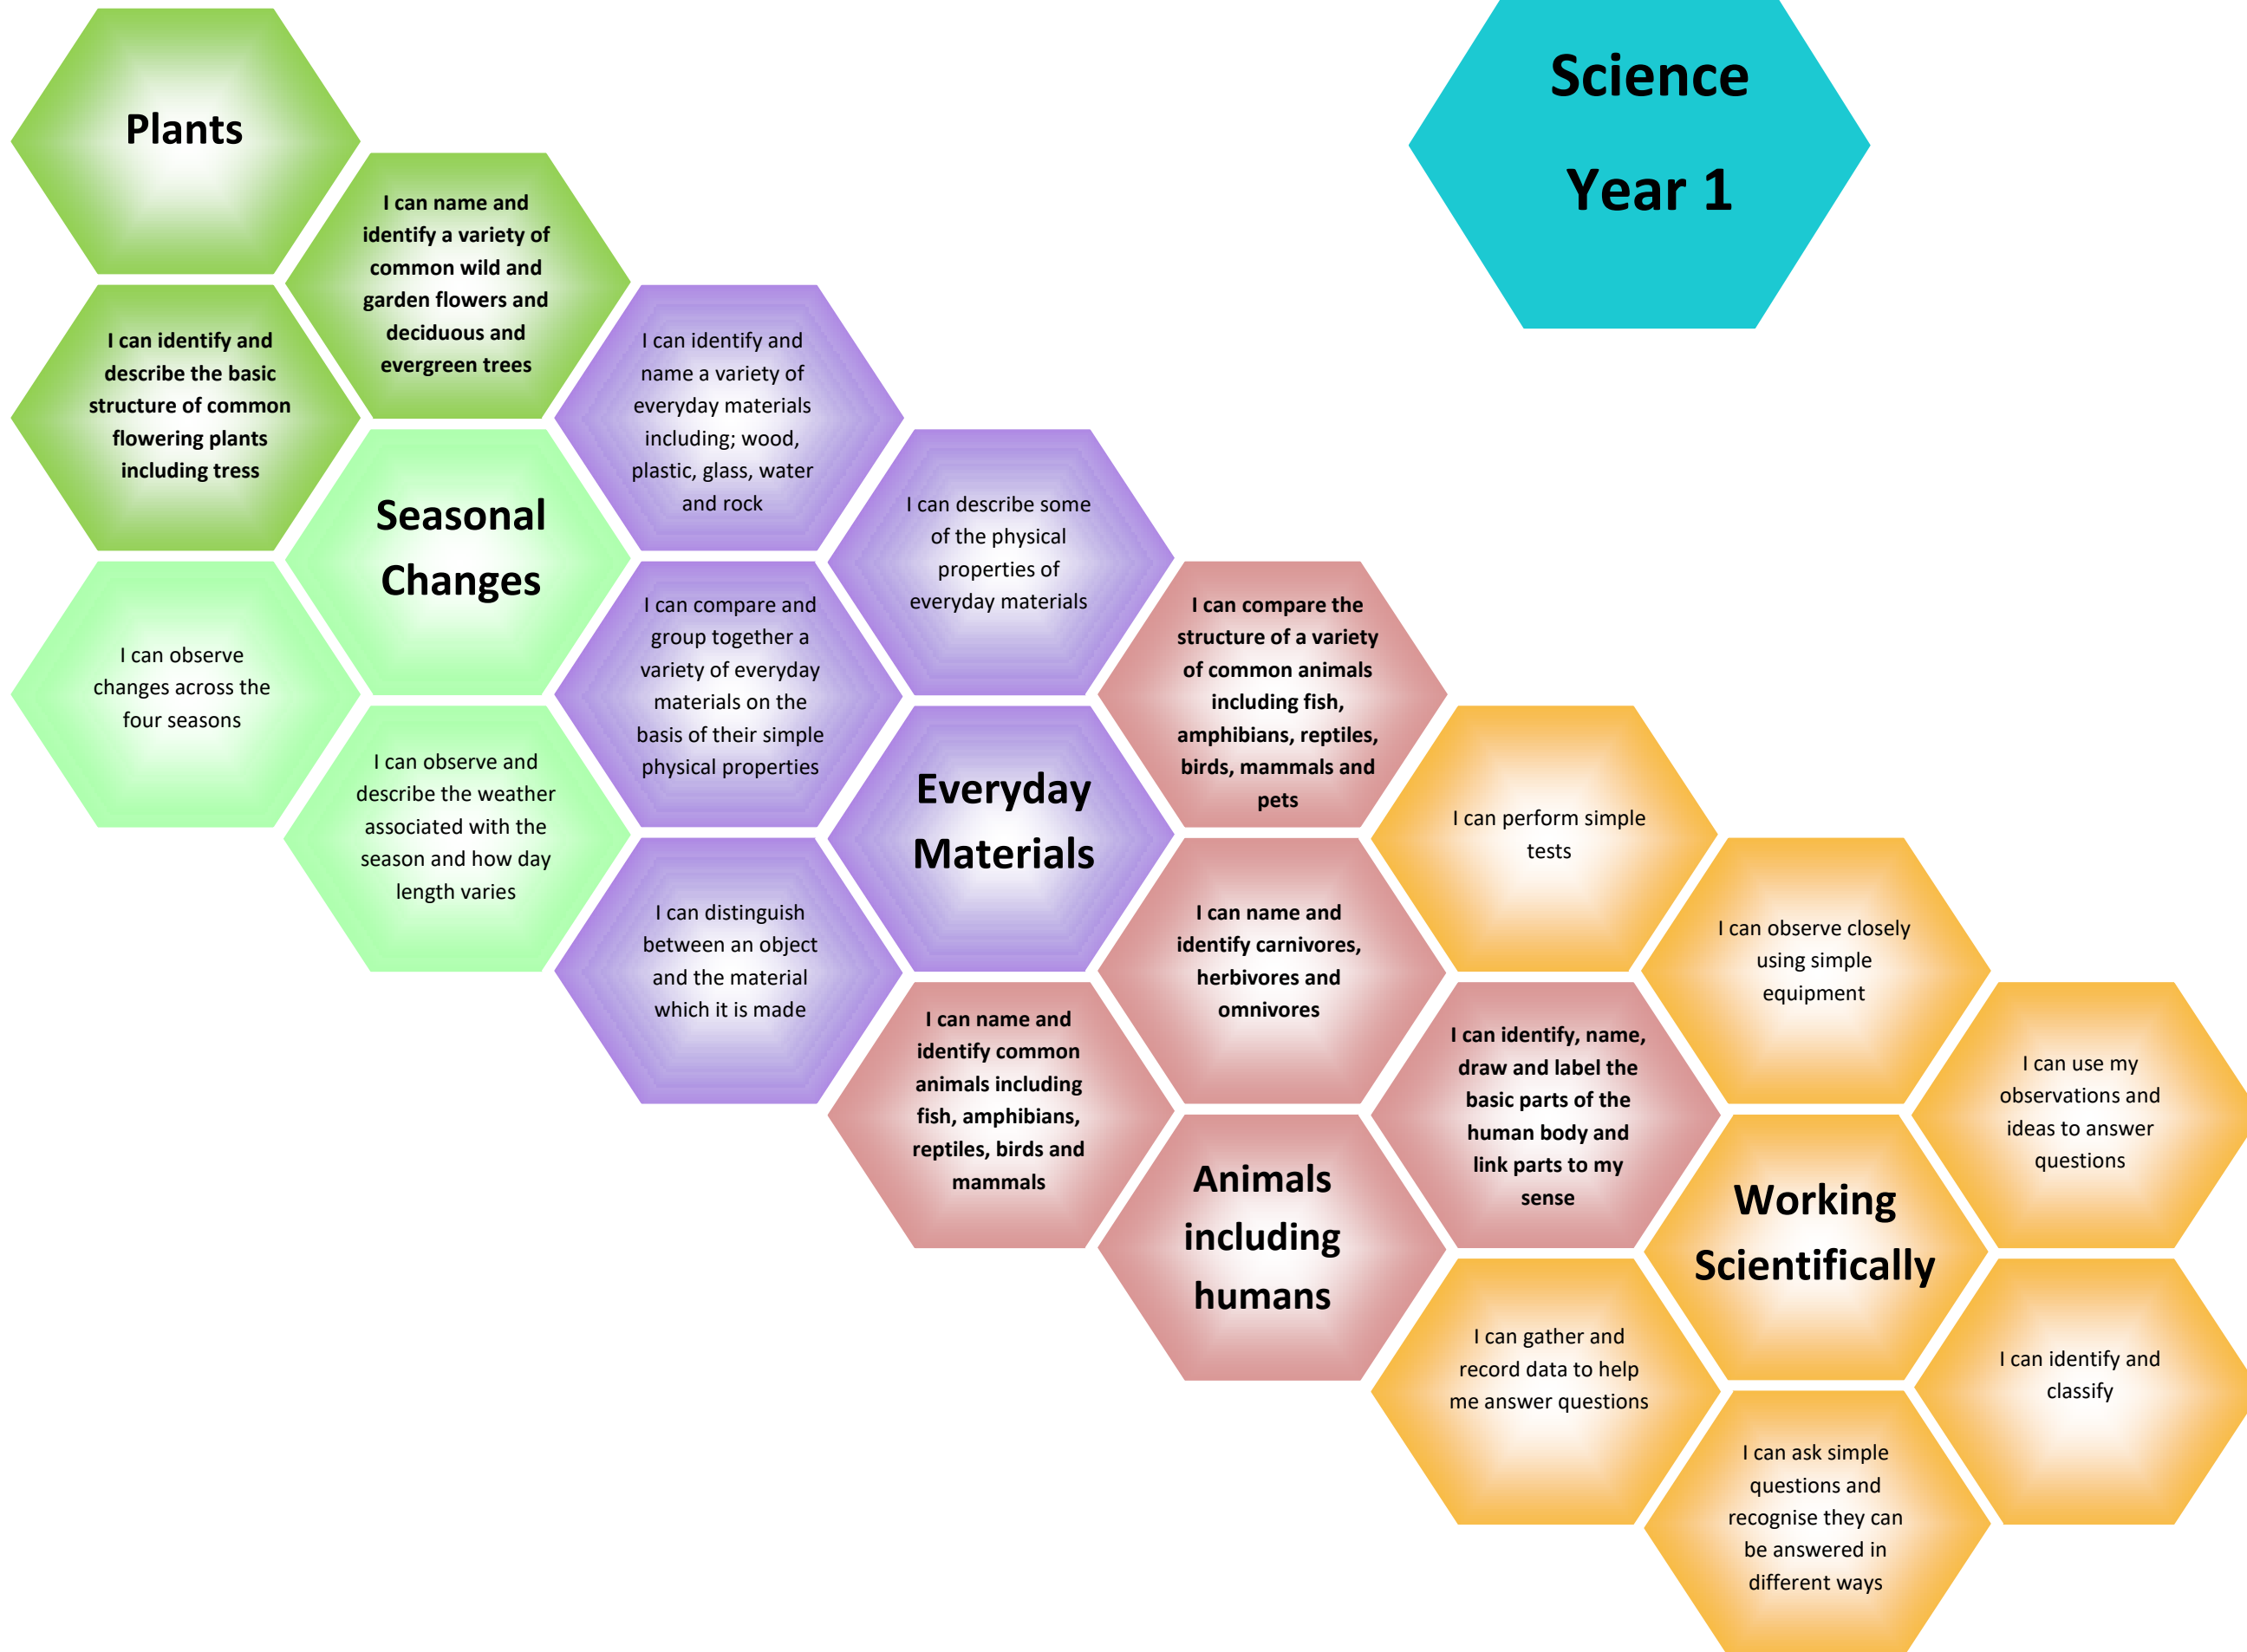 Science
Year 1
Plants
I can name and
identify a variety of
common wild and
garden flowers and
deciduous and
evergreen trees
I can identify and
describe the basic
structure of common
flowering plants
including tress
Seasonal
Changes
I can observe
changes across the
four seasons
I can observe and
describe the weather
associated with the
season and how day
length varies
I can identify and
name a variety of
everyday materials
including; wood,
plastic, glass, water
and rock
I can describe some
of the physical
properties of
everyday materials
I can compare and
group together a
variety of everyday
materials on the
basis of their simple
physical properties
Everyday
Materials
I can distinguish
between an object
and the material
which it is made
I can compare the
structure of a variety
of common animals
including fish,
amphibians, reptiles,
birds, mammals and
pets
I can name and
identify carnivores,
herbivores and
omnivores
I can name and
identify common
animals including
fish, amphibians,
reptiles, birds and
mammals
Animals
including
humans
I can identify, name,
draw and label the
basic parts of the
human body and
link parts to my
sense
I can perform simple
tests
I can observe closely
using simple
equipment
I can use my
observations and
ideas to answer
questions
Working
Scientifically
I can gather and
record data to help
me answer questions
I can identify and
classify
I can ask simple
questions and
recognise they can
be answered in
different ways